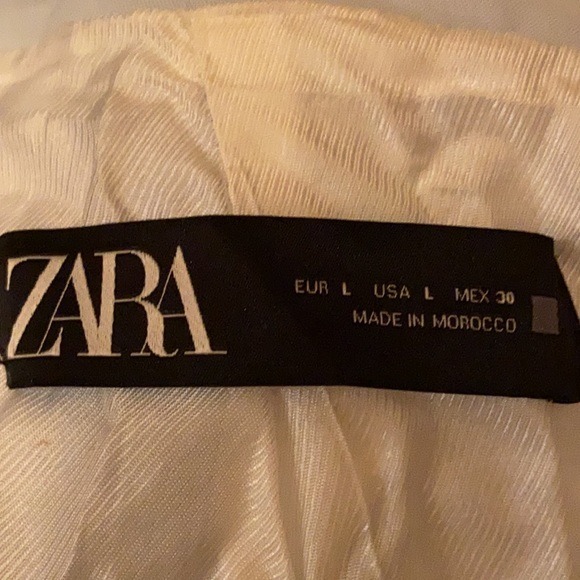 ZARA
EUR L USA L MEX 30
MADE IN MOROCCO